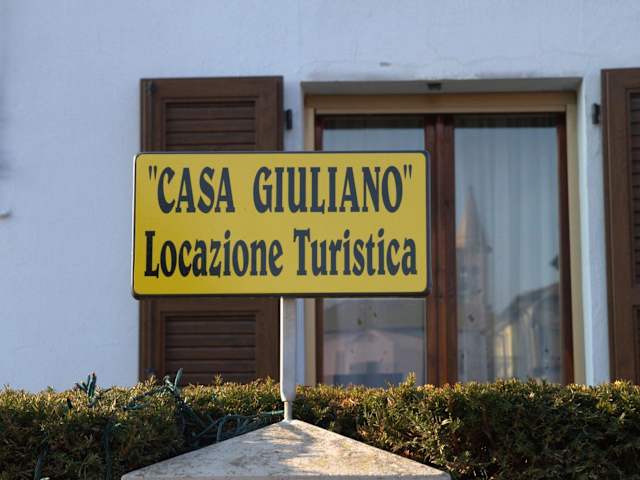 "CASA GIULIANO"
Locazione Turistica